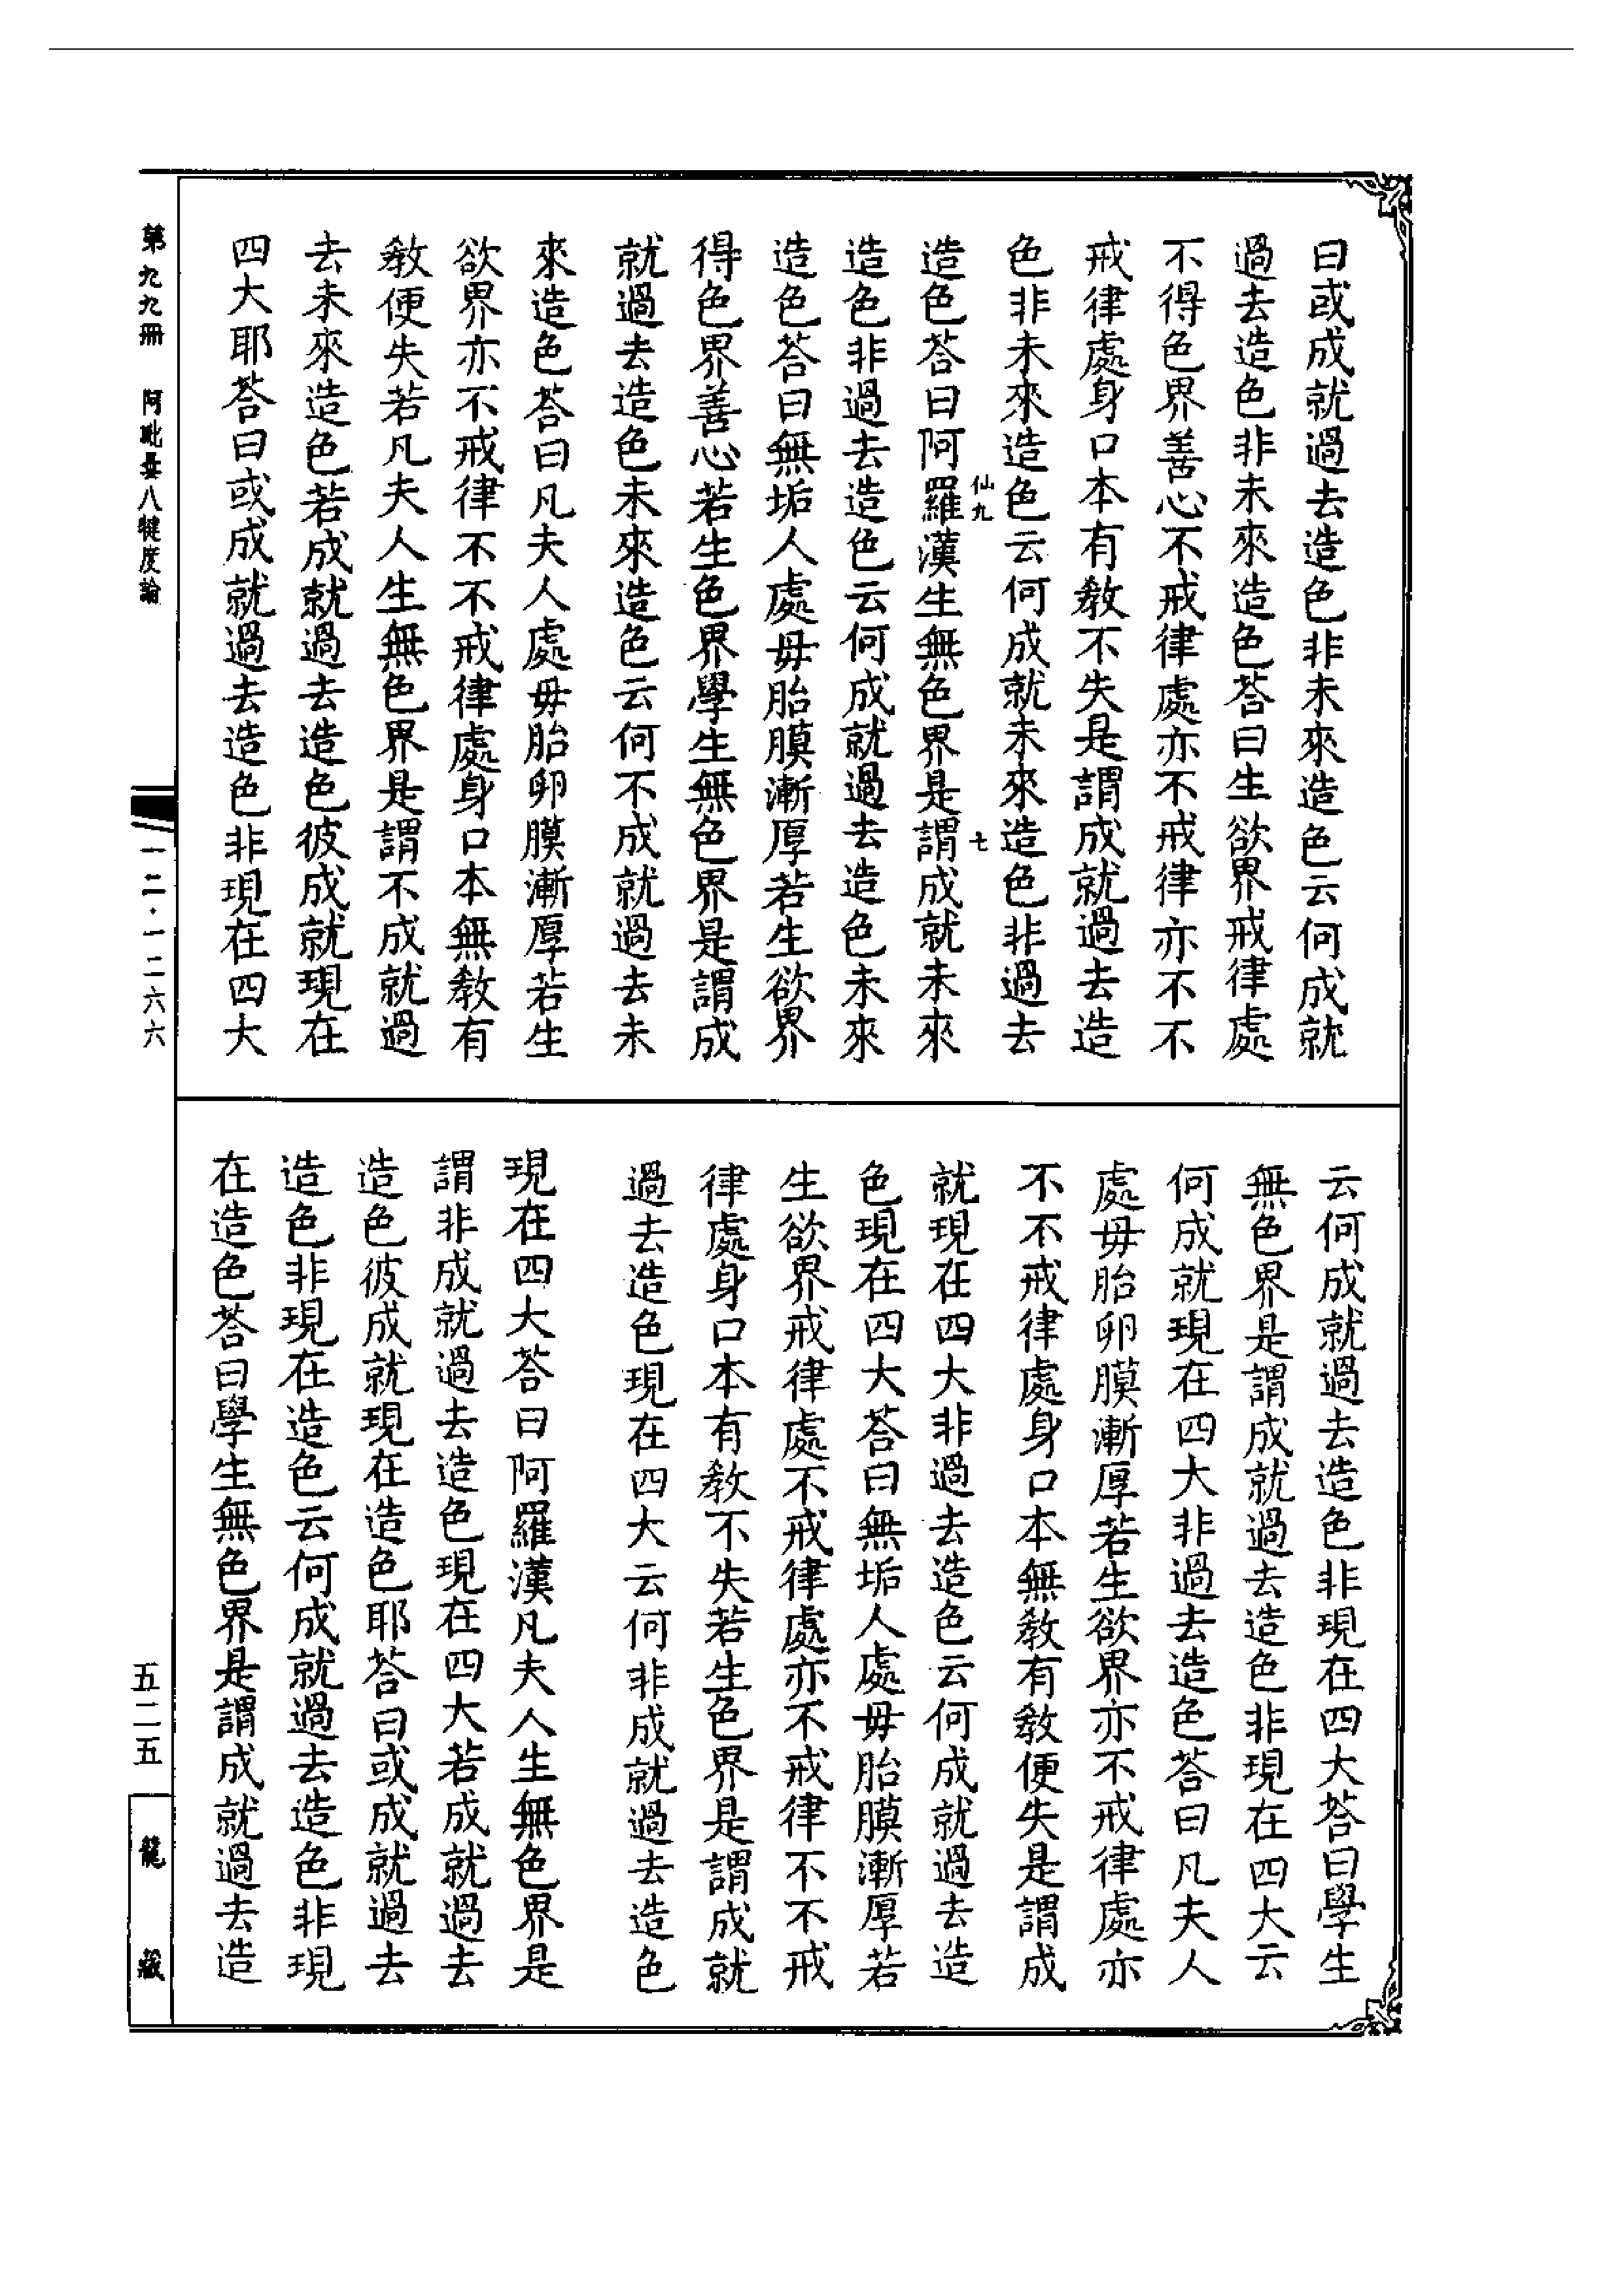 曰或成就過去造色非未來造色云何成就
過去造色非未來造色荅曰生欲界戒律處
不得色界善心不戒律處亦不戒律亦不不
戒律處身口本有敎不失是謂成就過去造
色非未來造色云何成就未來造色非過去
仙九
七
造色荅曰阿羅漢生無色界是謂成就未來
造色非過去造色云何成就過去造色未來
造色荅曰無垢人處毋胎膜漸厚若生欲界
得色界善心若生色界學生無色界是謂成
就過去造色未來造色云何不成就過去未
來造色荅曰凡夫人處毋胎卵膜漸厚若生
欲界亦不戒律不不戒律處身口本無敎有
敎便失若凡夫人生無色界是謂不成就過
去未來造色若成就過去造色彼成就現在
四大耶荅曰或成就過去造色非現在四大
云何成就過去造色非現在四大荅曰學生
無色界是謂成就過去造色非現在四大云
何成就現在四大非過去造色荅曰凡夫人
處毋胎卵膜漸厚若生欲界亦不戒律處亦
不不戒律處身口本無敎有敎便失是謂成
就現在四大非過去造色云何成就過去造
色現在四大荅曰無垢人處毋胎膜漸厚若
生欲界戒律處不戒律處亦不戒律不不戒
律處身口本有敎不失若生色界是謂成就
過去造色現在四大云何非成就過去造色
現在四大荅曰阿羅漢凡夫人生無色界是
謂非成就過去造色現在四大若成就過去
造色彼成就現在造色耶荅曰或成就過去
造色非現在造色云何成就過去造色非現
在造色荅曰學生無色界是謂成就過去造
第九九冊 阿毗曇八犍度論
一二·一二六六
五二五
龍藏